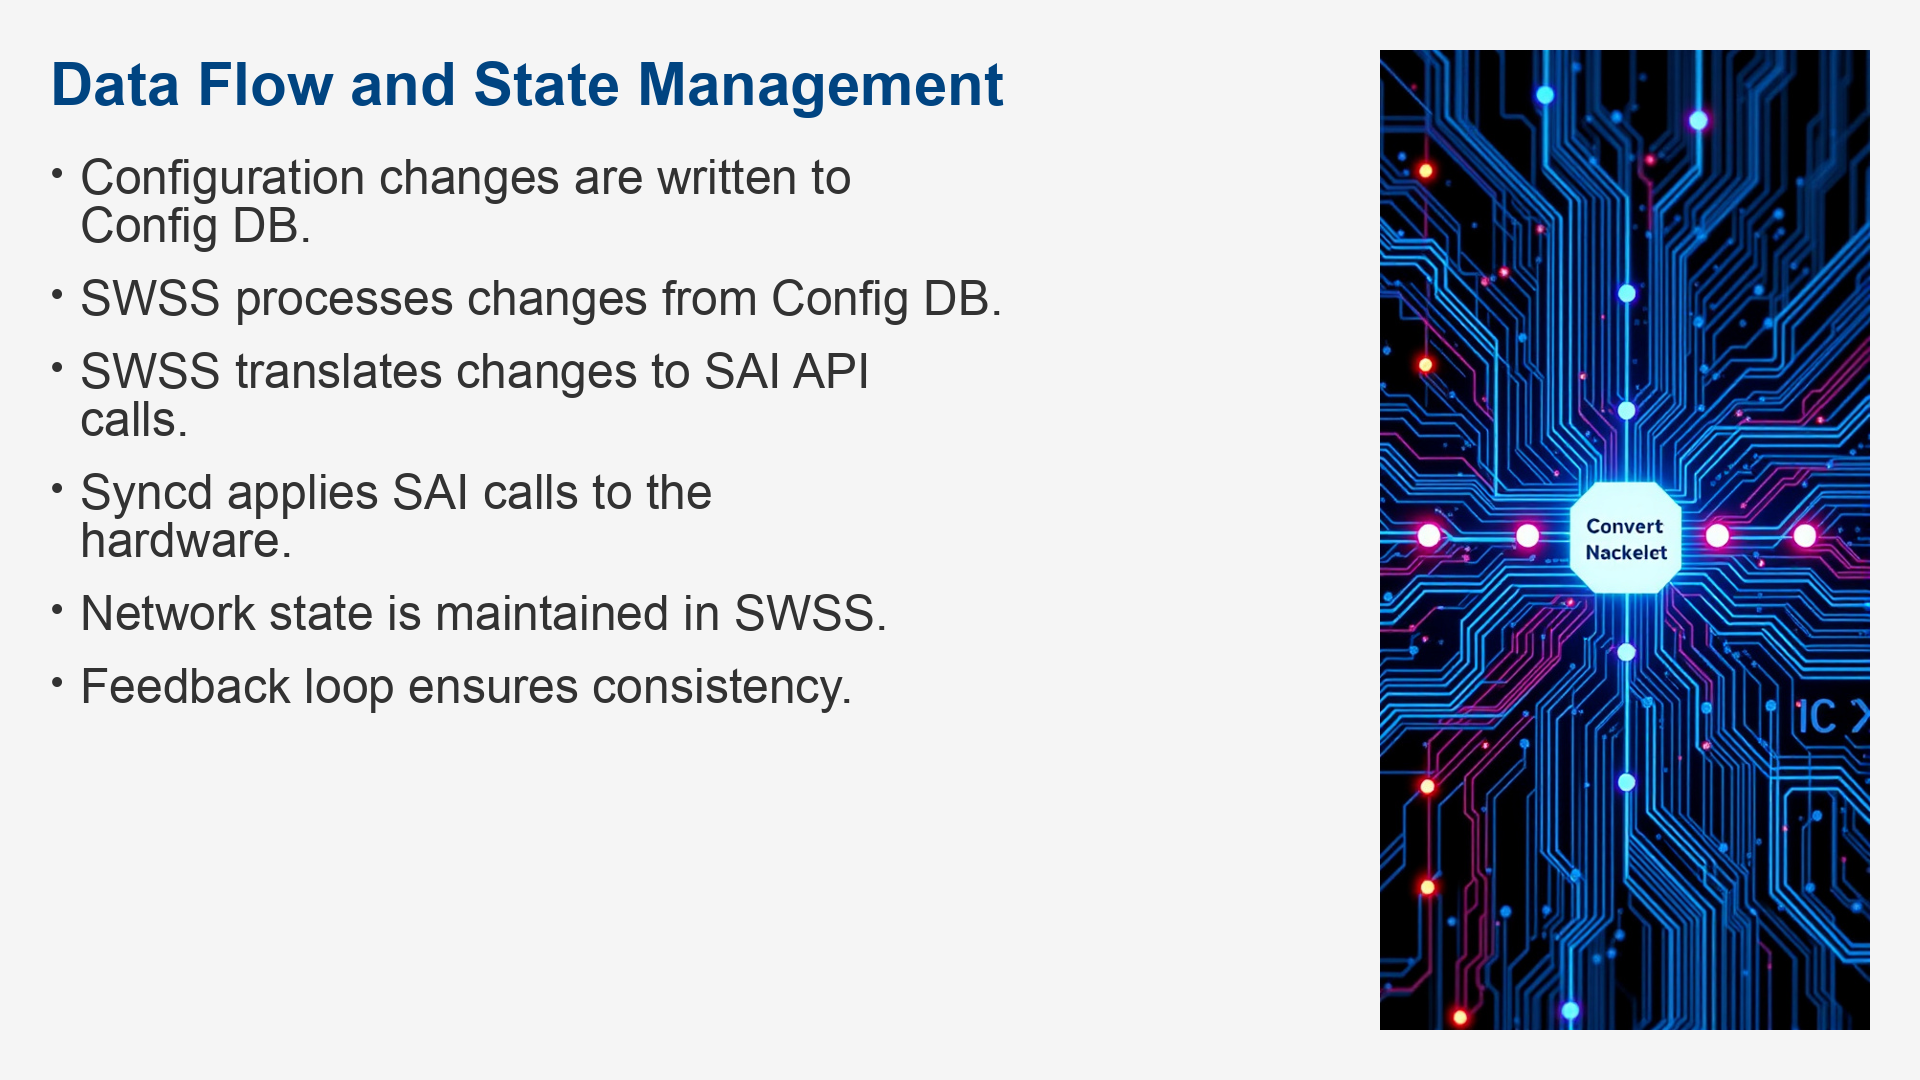 Data Flow and State Management
• Configuration changes are written to
Config DB.
• SWSS processes changes from Config DB.
• SWSS translates changes to SAI API
calls.
• Syncd applies SAI calls to the
hardware.
• Network state is maintained in SWSS.
• Feedback loop ensures consistency.
Convert
Nackelet
IC X